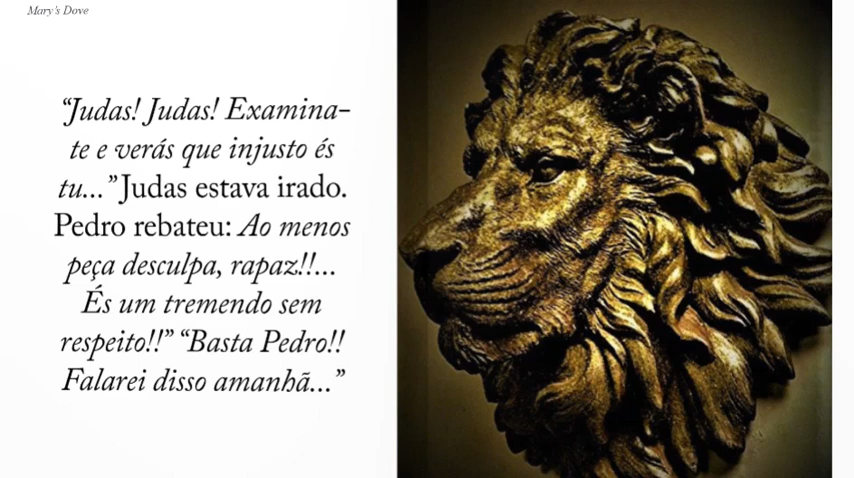 Mary's Dove
“Judas! Judas! Examina-
te e verás que injusto és
tu...” Judas estava irado.
Pedro rebateu: Ao menos
peça desculpa, rapaz!!...
És um tremendo sem
respeito!!” “Basta Pedro!!
Falarei disso amanhã...”